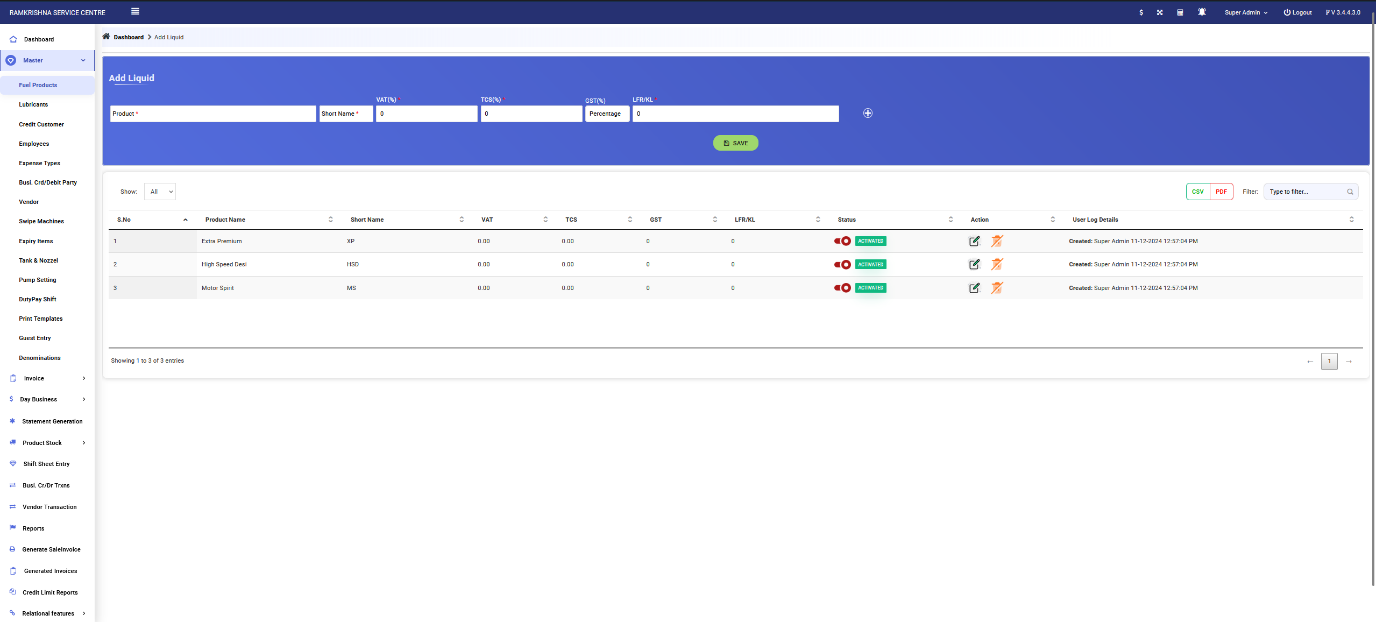 RAMKRISHNA SERVICE CENTRE
$ Super Admin Logout V 3.4.4.3.0
Dashboard
Master
Fuel Products
Lubricants
Credit Customer
Employees
Expense Types
Busi. Crd/Debit Party
Vendor
Swipe Machines
Expiry Items
Tank & Nozzel
Pump Setting
DutyPay Shift
Print Templates
Guest Entry
Denominations
Invoice
$ Day Business
Statement Generation
Product Stock
Shift Sheet Entry
Busi. Cr/Dr Trxns
Vendor Transaction
Reports
Generate SaleInvoice
Generated Invoices
Credit Limit Reports
Relational features
Dashboard > Add Liquid
Add Liquid
VAT(%) * TCS(%) * GST(%) LFR/KL *
Product * Short Name * 0 0 Percentage 0
SAVE
Show: All CSV PDF Filter: Type to filter...
S.No Product Name Short Name VAT TCS GST LFR/KL Status Action User Log Details
1 Extra Premium XP 0.00 0.00 0 0 ACTIVATED Created: Super Admin 11-12-2024 12:57:04 PM
2 High Speed Desi HSD 0.00 0.00 0 0 ACTIVATED Created: Super Admin 11-12-2024 12:57:04 PM
3 Motor Spirit MS 0.00 0.00 0 0 ACTIVATED Created: Super Admin 11-12-2024 12:57:04 PM
Showing 1 to 3 of 3 entries
← 1 →